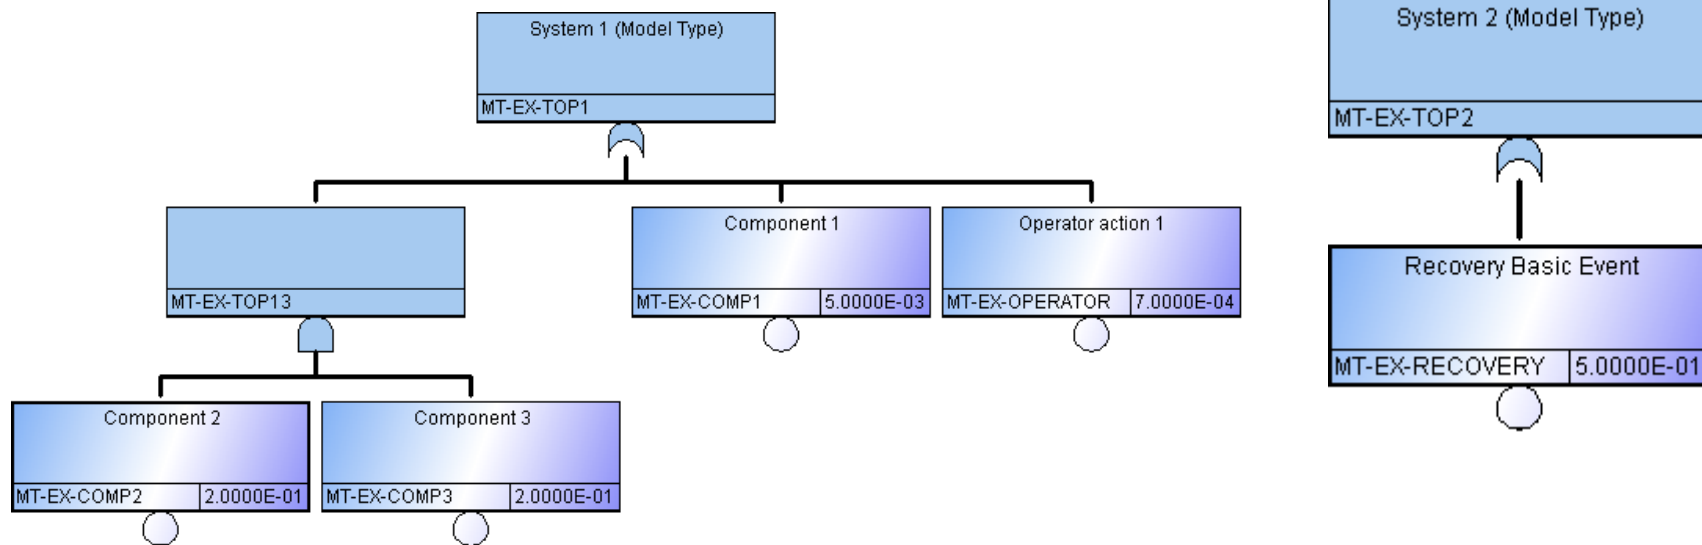 System 1 (Model Type)
MT-EX-TOP1
System 2 (Model Type)
MT-EX-TOP2
MT-EX-TOP13
Component 1
MT-EX-COMP1 5.0000E-03
Operator action 1
MT-EX-OPERATOR 7.0000E-04
Recovery Basic Event
MT-EX-RECOVERY 5.0000E-01
Component 2
MT-EX-COMP2 2.0000E-01
Component 3
MT-EX-COMP3 2.0000E-01